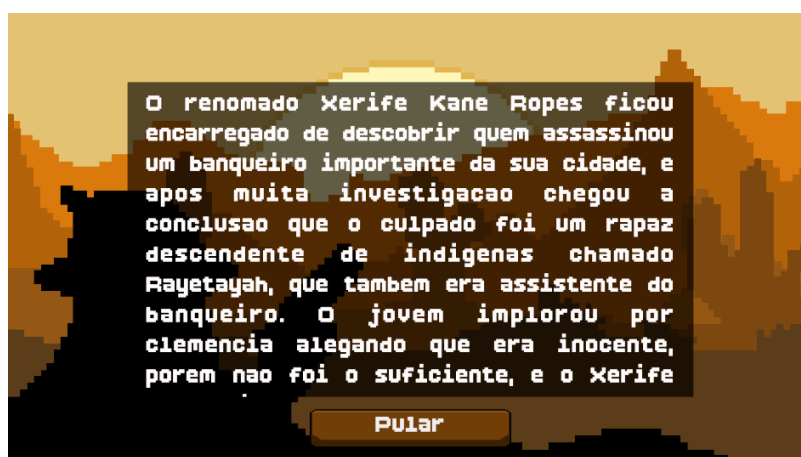 O renomado Xerife Kane Ropes ficou
encarregado de descobrir quem assassinou
um banqueiro importante da sua cidade, e
apos muita investigacao chegou a
conclusao que o culpado foi um rapaz
descendente de indigenas chamado
Rayetayah, que tambem era assistente do
banqueiro. O jovem implorou por
clemencia alegando que era inocente,
porem nao foi o suficiente, e o Xerife
Pular